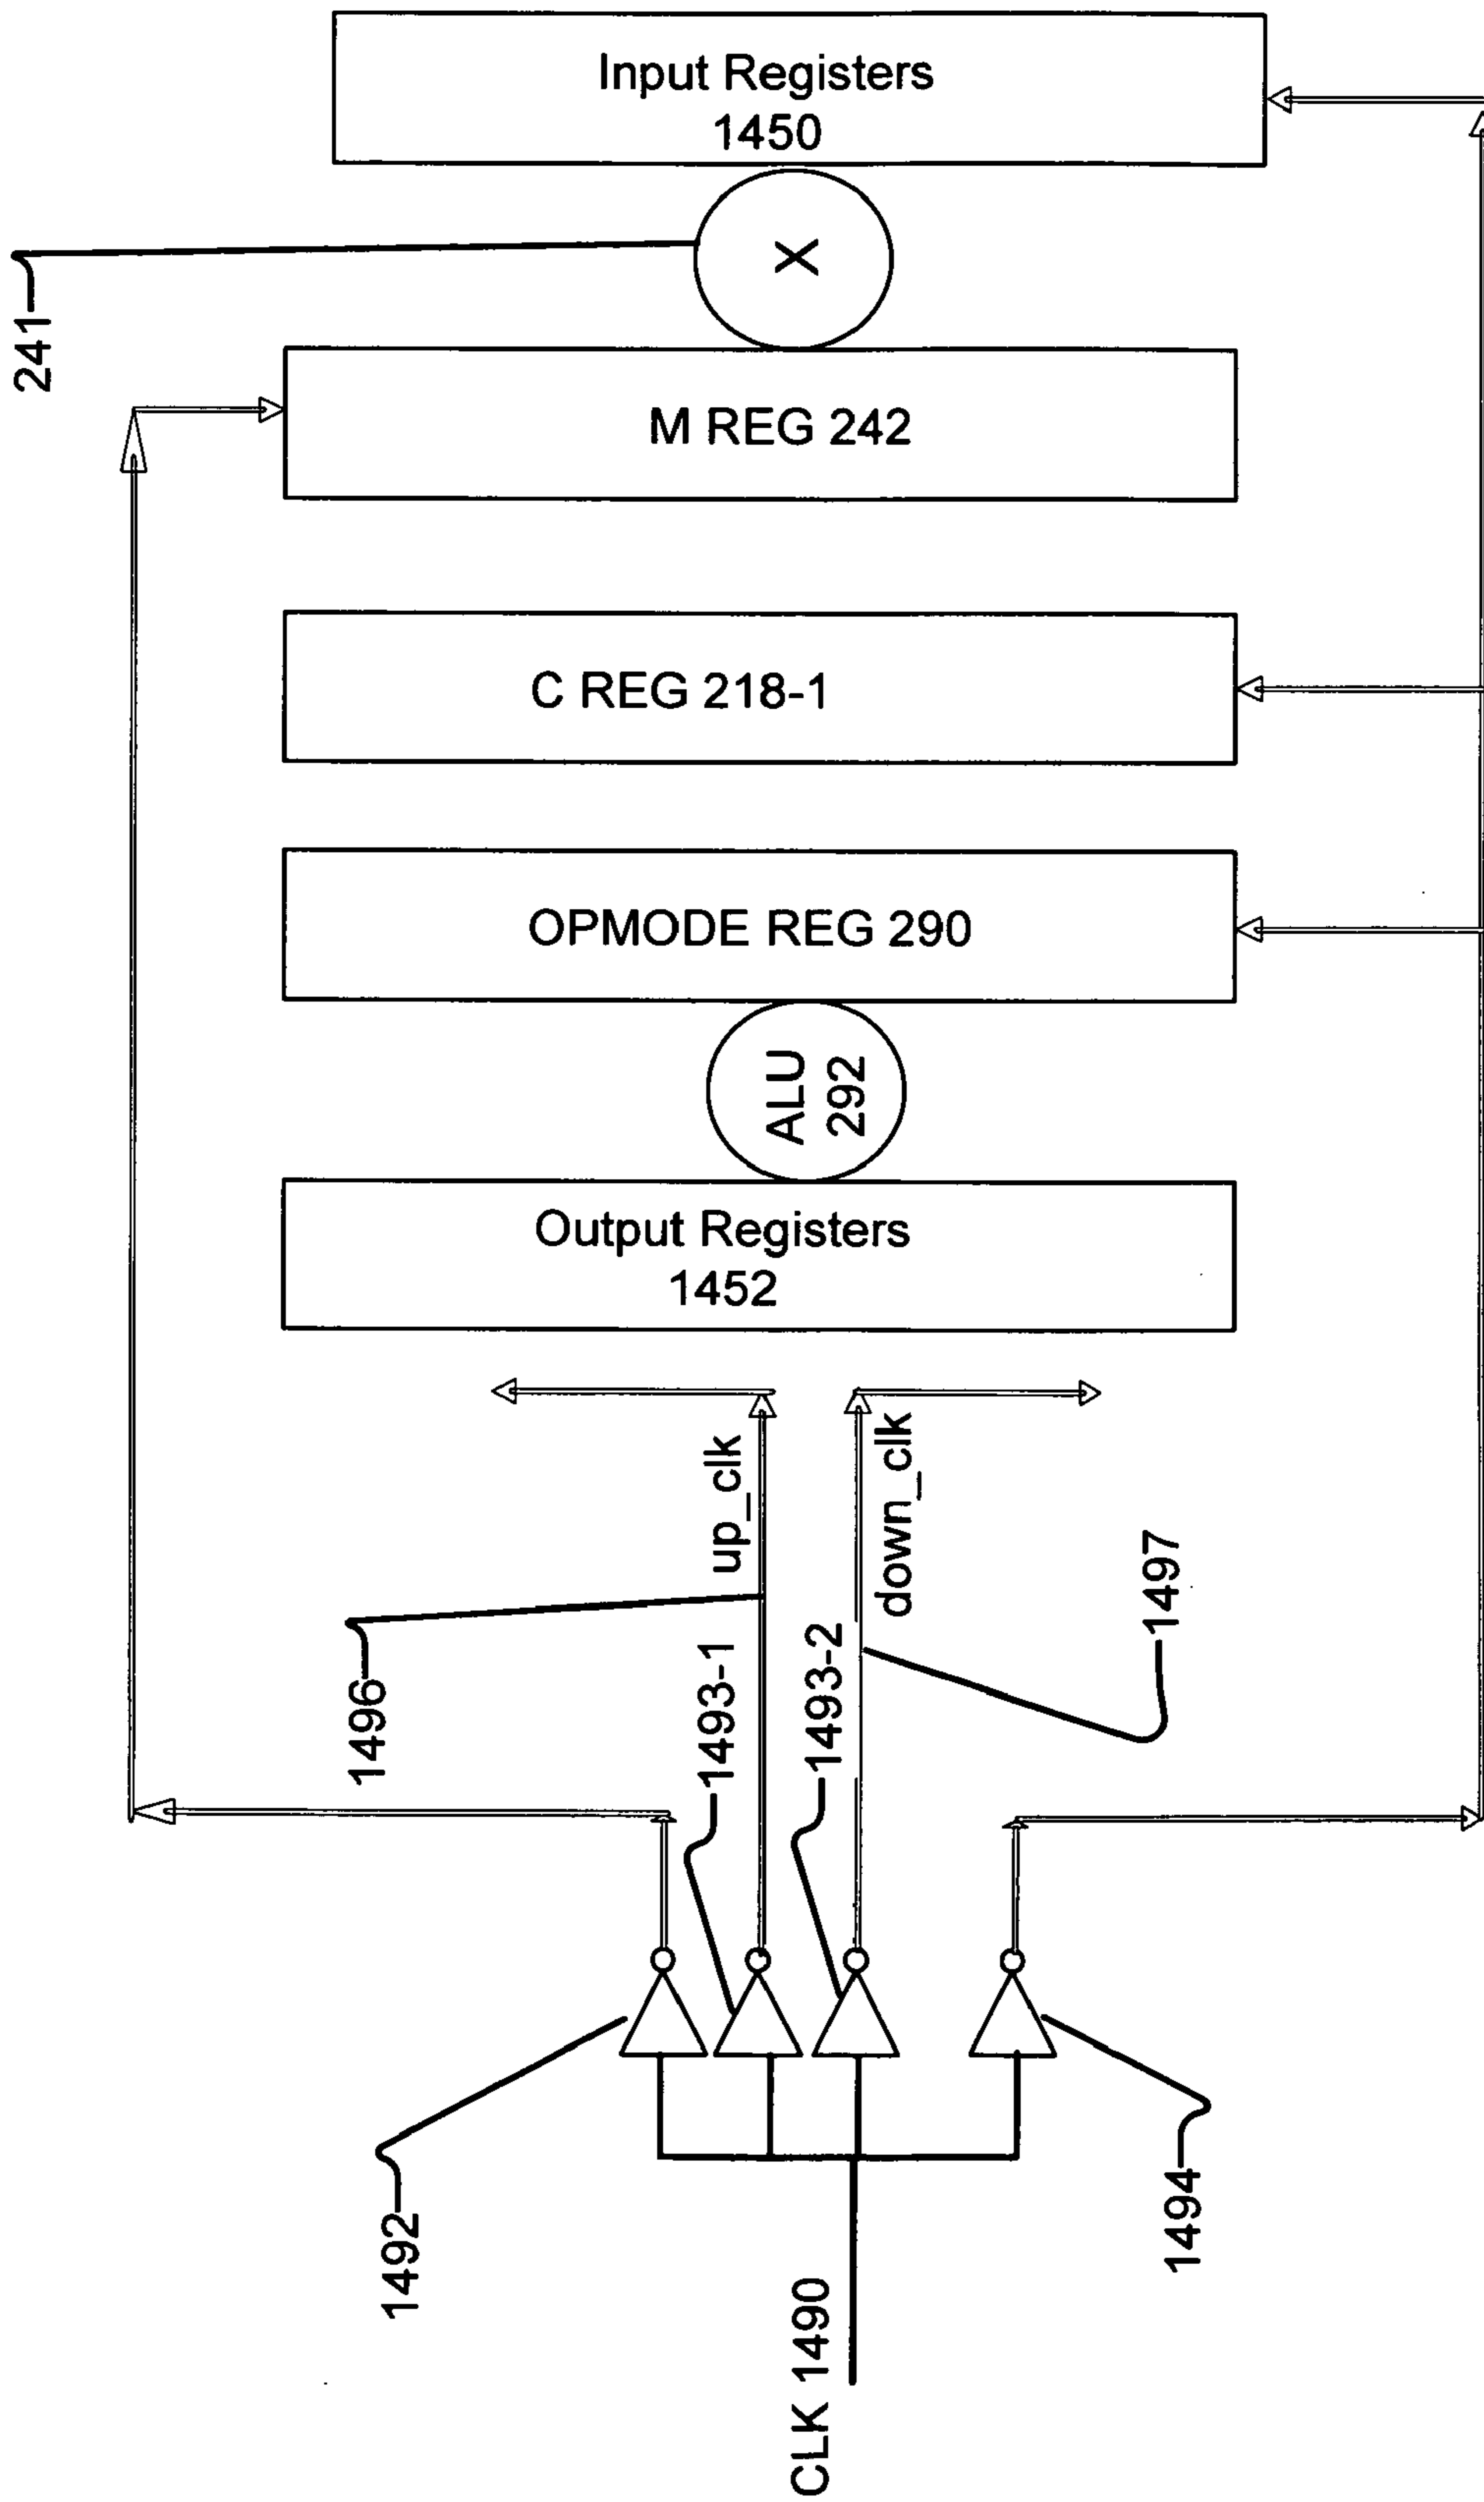 Input Registers
1450
X
241
M REG 242
C REG 218-1
OPMODE REG 290
ALU
292
Output Registers
1452
up_clk
down_clk
1496
1493-1
1493-2
1497
1492
1494
CLK 1490